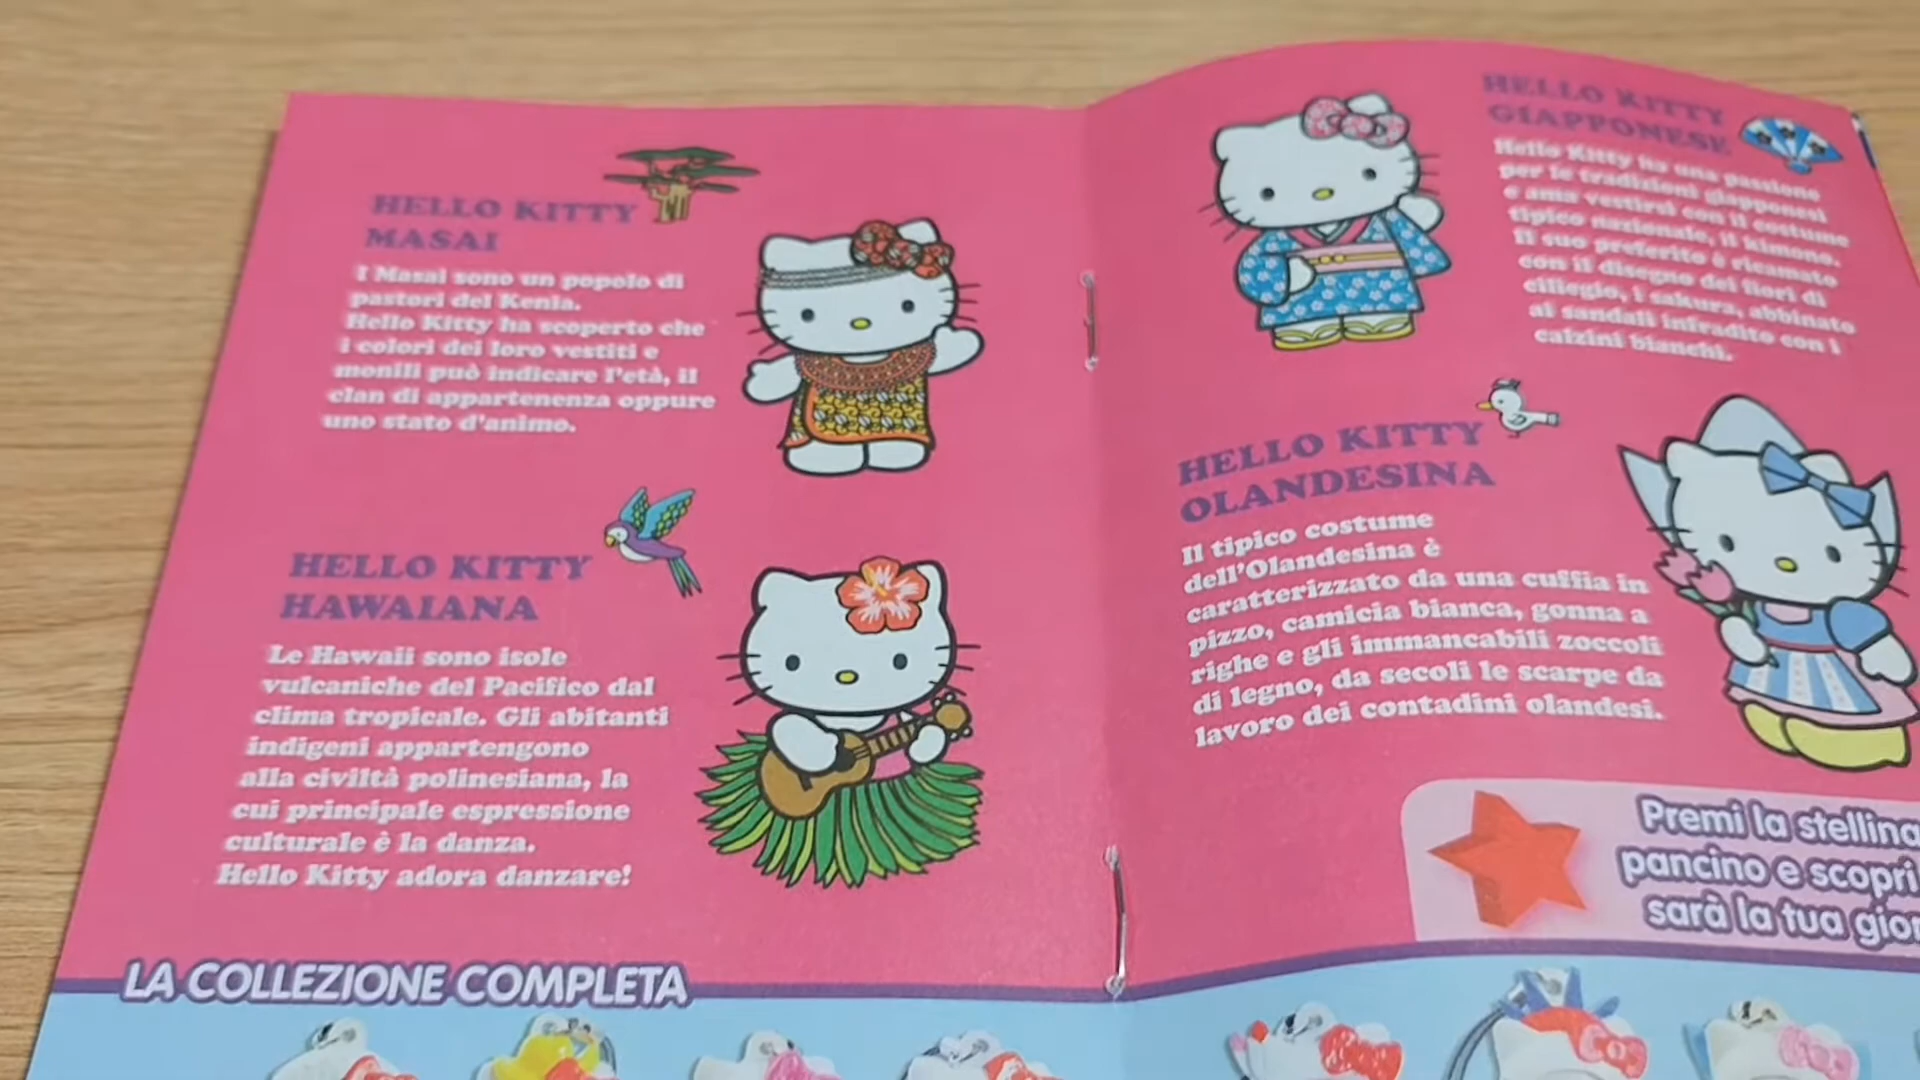 HELLO KITTY
MASAI
I Masai sono un popolo di
pastori del Kenia.
Hello Kitty ha scoperto che
i colori dei loro vestiti e
monili può indicare l'età, il
clan di appartenenza oppure
uno stato d'animo.
HELLO KITTY
HAWAIANA
Le Hawaii sono isole
vulcaniche del Pacifico dal
clima tropicale. Gli abitanti
indigeni appartengono
alla civiltà polinesiana, la
cui principale espressione
culturale è la danza.
Hello Kitty adora danzare!
HELLO KITTY
GIAPPONESE
Hello Kitty ha una passione
per le tradizioni giapponesi
e ama vestirsi con il costume
tipico nazionale, il kimono.
Il suo preferito è ricamato
con il disegno dei fiori di
ciliegio, i sakura, abbinato
ai sandali infradito con i
calzini bianchi.
HELLO KITTY
OLANDESINA
Il tipico costume
dell'Olandesina è
caratterizzato da una cuffia in
pizzo, camicia bianca, gonna a
righe e gli immancabili zoccoli
di legno, da secoli le scarpe da
lavoro dei contadini olandesi.
Premi la stellina
pancino e scopri
sarà la tua gior
LA COLLEZIONE COMPLETA